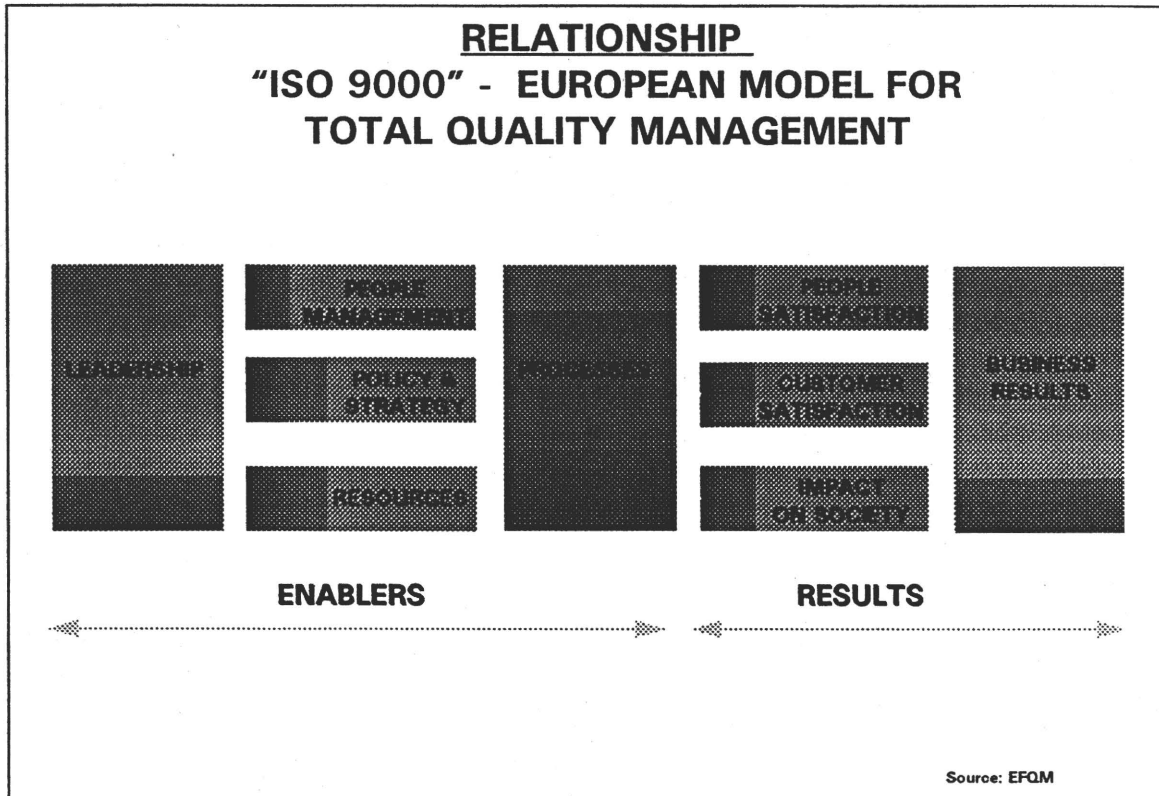 RELATIONSHIP
“ISO 9000” - EUROPEAN MODEL FOR
TOTAL QUALITY MANAGEMENT
LEADERSHIP
PEOPLE
MANAGEMENT
POLICY &
STRATEGY
RESOURCES
PROCESSES
PEOPLE
SATISFACTION
CUSTOMER
SATISFACTION
IMPACT
ON SOCIETY
BUSINESS
RESULTS
ENABLERS
RESULTS
Source: EFQM